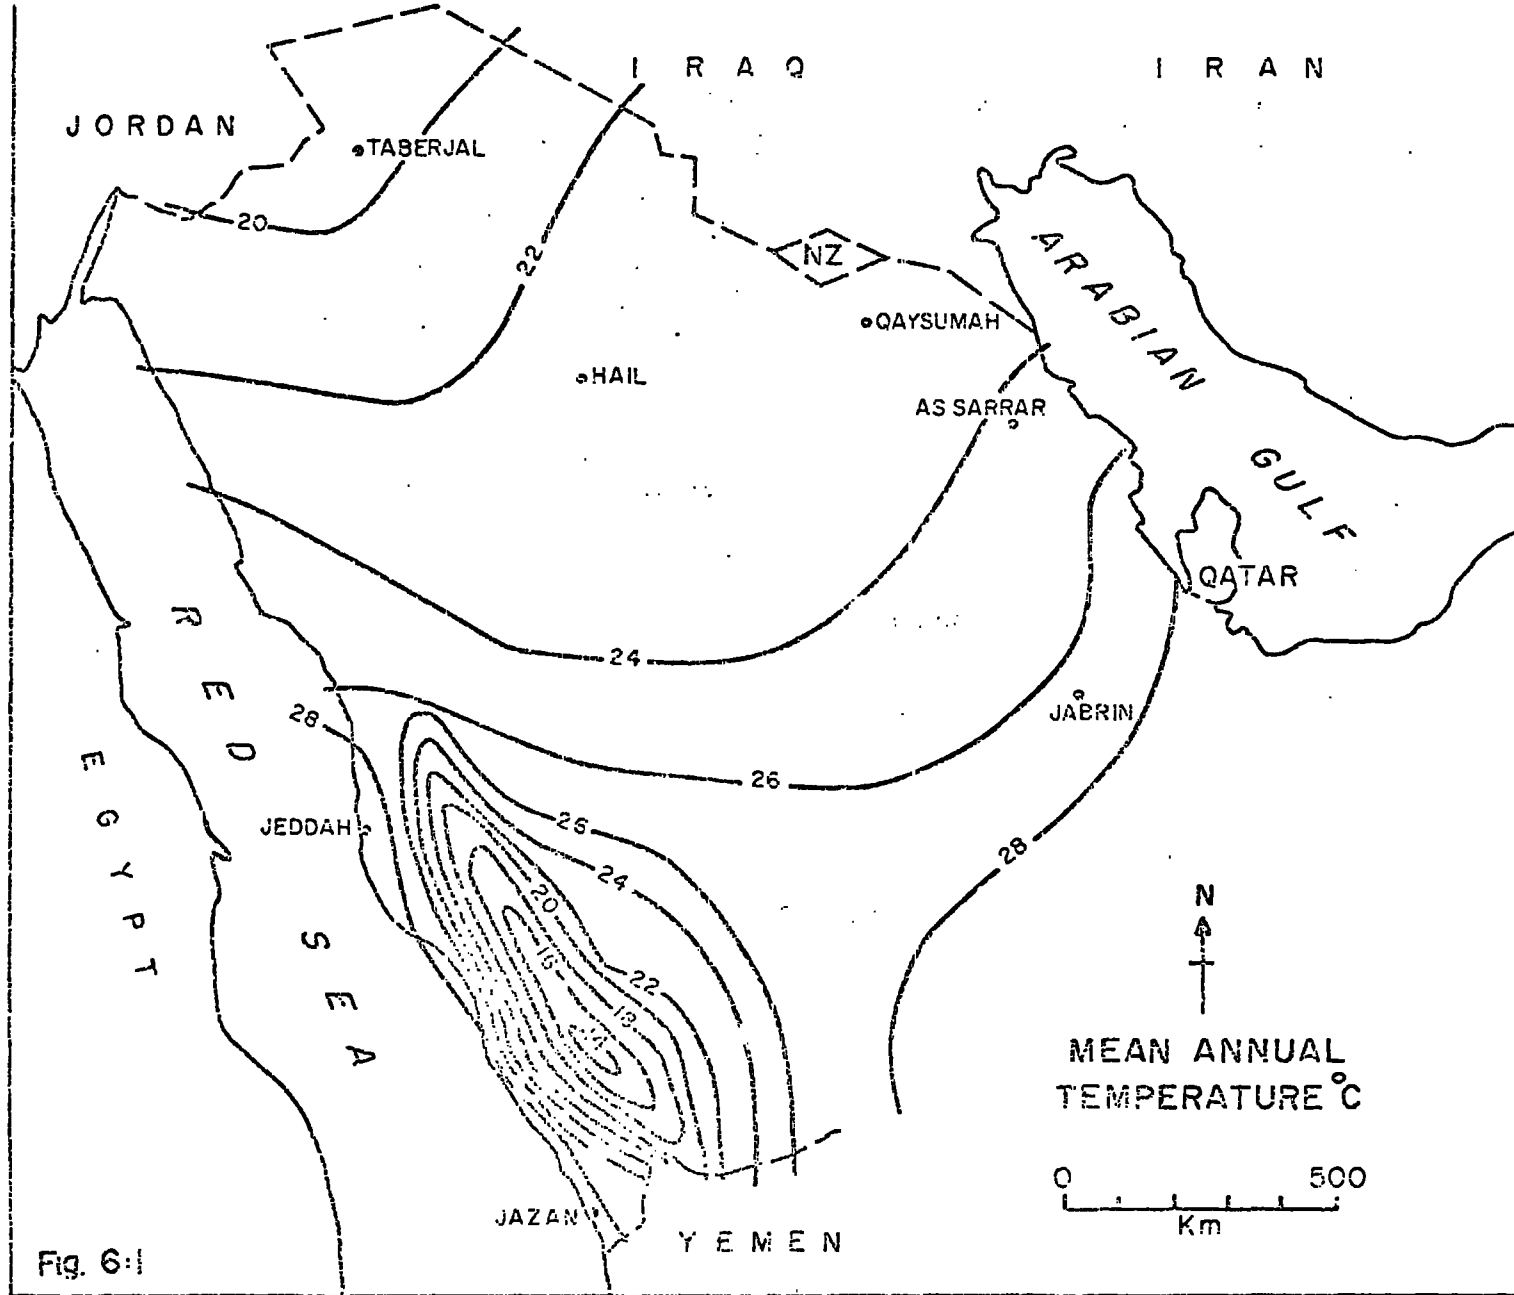 IRAQ
IRAN
JORDAN
TABERJAL
20
22
NZ
ARABIAN
GULF
QAYSUMAH
HAIL
AS SARRAR
QATAR
RED
SEA
24
JABRIN
28
EGYPT
26
JEDDAH
26
28
24
20
N
16
22
18
14
MEAN ANNUAL
TEMPERATURE °C
0 500
Km
JAZAN
YEMEN
Fig. 6:1